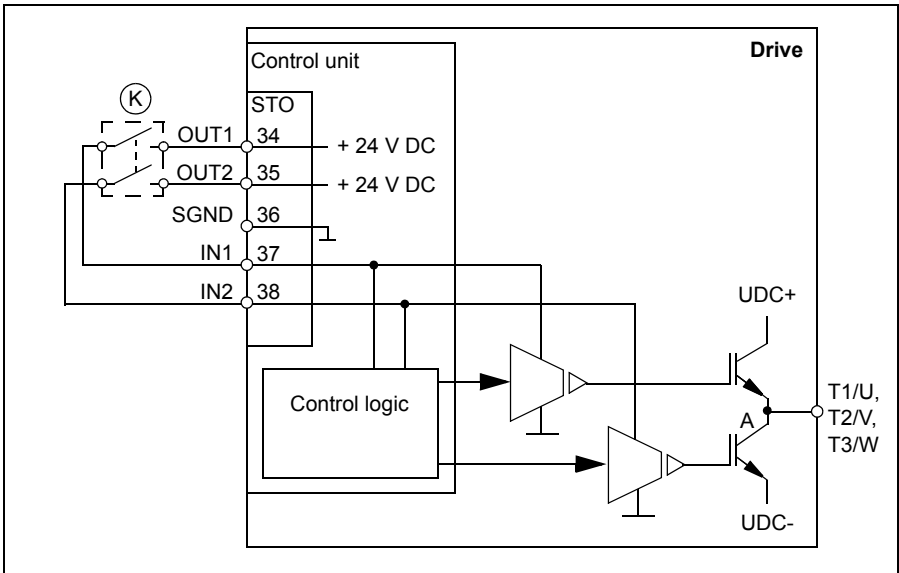 Drive
Control unit
K
STO
OUT1 34 + 24 V DC
OUT2 35 + 24 V DC
SGND 36
IN1 37
IN2 38
UDC+
Control logic
A
T1/U,
T2/V,
T3/W
UDC-